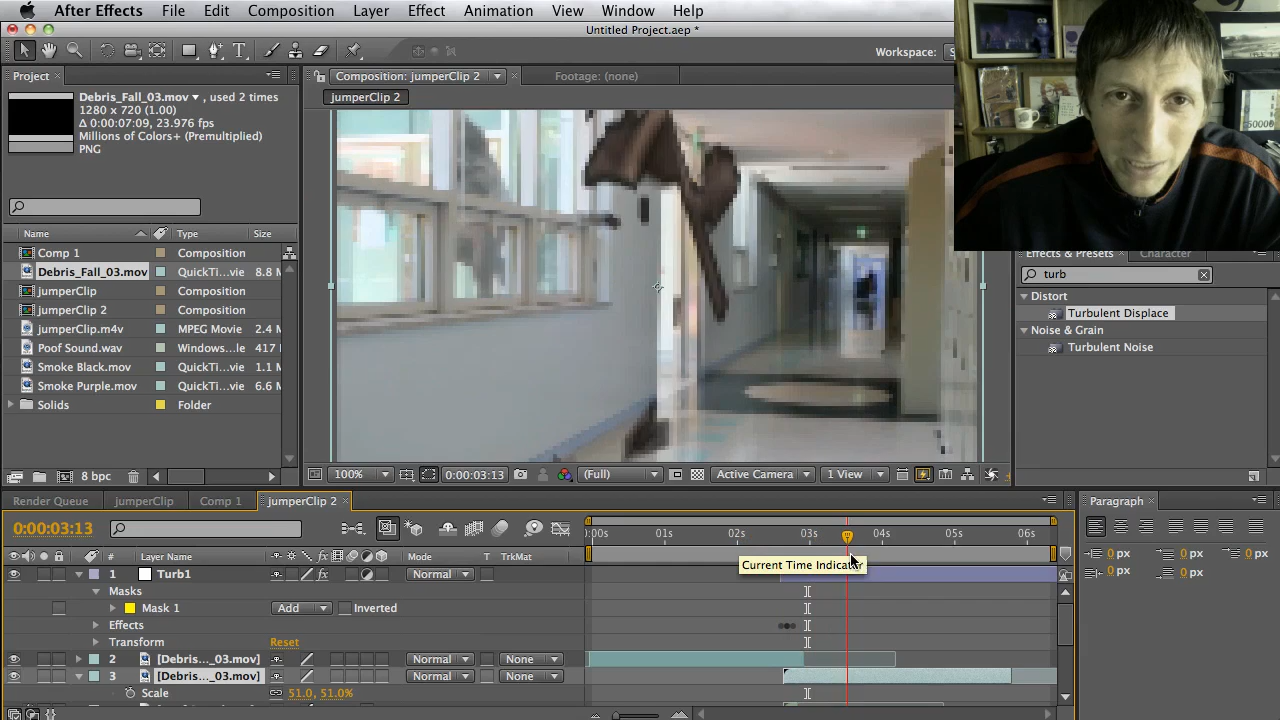 After Effects File Edit Composition Layer Effect Animation View Window Help
Untitled Project.aep *
Workspace: S
Project
Composition: jumperClip 2
Footage: (none)
jumperClip 2
Debris_Fall_03.mov , used 2 times
1280 x 720 (1.00)
Δ 0:00:07:09, 23.976 fps
Millions of Colors+ (Premultiplied)
PNG
50000
Name Type Size
Comp 1 Composition
Debris_Fall_03.mov QuickTi...vie 8.8 M
jumperClip Composition
jumperClip 2 Composition
jumperClip.m4v MPEG Movie 2.4 M
Poof Sound.wav Windows...le 417
Smoke Black.mov QuickTi...vie 1.1 M
Smoke Purple.mov QuickTi...vie 6.6 M
Solids Folder
8 bpc
Effects & Presets Character
turb
Distort
Turbulent Displace
Noise & Grain
Turbulent Noise
100% 0:00:03:13 (Full) Active Camera 1 View
Render Queue jumperClip Comp 1 jumperClip 2
Paragraph
0:00:03:13
:00s 01s 02s 03s 04s 05s 06s
# Layer Name Mode T TrkMat
Current Time Indicator
1 Turb1 Normal
Masks
Mask 1 Add Inverted
Effects
Transform Reset
2 [Debris..._03.mov] Normal None
3 [Debris..._03.mov] Normal None
Scale 51.0, 51.0%
0 px 0 px 0 px
0 px 0 px